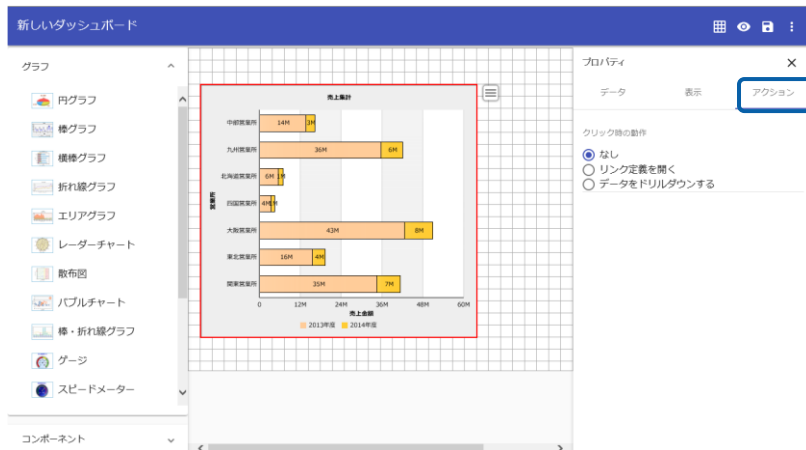 新しいダッシュボード
グラフ
円グラフ
棒グラフ
横棒グラフ
折れ線グラフ
エリアグラフ
レーダーチャート
散布図
バブルチャート
棒・折れ線グラフ
ゲージ
スピードメーター
コンポーネント
売上集計
営業所
中部営業所 14M 3M
九州営業所 36M 6M
北海道営業所 6M 1M
四国営業所 4M 1M
大阪営業所 43M 8M
東北営業所 16M 4M
関東営業所 35M 7M
0 12M 24M 36M 48M 60M
売上金額
2013年度 2014年度
プロパティ
データ 表示 アクション
クリック時の動作
なし
リンク定義を開く
データをドリルダウンする